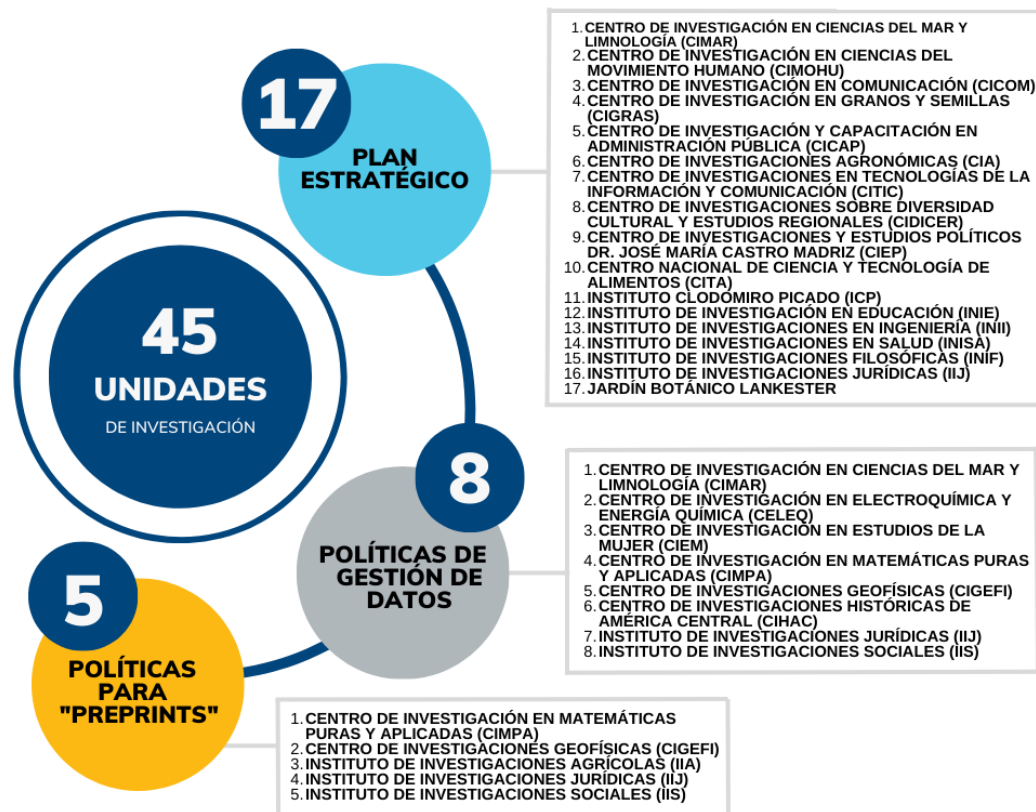 17
PLAN
ESTRATÉGICO
1. CENTRO DE INVESTIGACIÓN EN CIENCIAS DEL MAR Y
LIMNOLOGÍA (CIMAR)
2. CENTRO DE INVESTIGACIÓN EN CIENCIAS DEL
MOVIMIENTO HUMANO (CIMOHU)
3. CENTRO DE INVESTIGACIÓN EN COMUNICACIÓN (CICOM)
4. CENTRO DE INVESTIGACIÓN EN GRANOS Y SEMILLAS
(CIGRAS)
5. CENTRO DE INVESTIGACIÓN Y CAPACITACIÓN EN
ADMINISTRACIÓN PÚBLICA (CICAP)
6. CENTRO DE INVESTIGACIONES AGRONÓMICAS (CIA)
7. CENTRO DE INVESTIGACIONES EN TECNOLOGÍAS DE LA
INFORMACIÓN Y COMUNICACIÓN (CITIC)
8. CENTRO DE INVESTIGACIONES SOBRE DIVERSIDAD
CULTURAL Y ESTUDIOS REGIONALES (CIDICER)
9. CENTRO DE INVESTIGACIONES Y ESTUDIOS POLÍTICOS
DR. JOSÉ MARÍA CASTRO MADRIZ (CIEP)
10. CENTRO NACIONAL DE CIENCIA Y TECNOLOGÍA DE
ALIMENTOS (CITA)
11. INSTITUTO CLODOMIRO PICADO (ICP)
12. INSTITUTO DE INVESTIGACIÓN EN EDUCACIÓN (INIE)
13. INSTITUTO DE INVESTIGACIONES EN INGENIERÍA (INII)
14. INSTITUTO DE INVESTIGACIONES EN SALUD (INISA)
15. INSTITUTO DE INVESTIGACIONES FILOSÓFICAS (INIF)
16. INSTITUTO DE INVESTIGACIONES JURÍDICAS (IIJ)
17. JARDÍN BOTÁNICO LANKESTER
45
UNIDADES
DE INVESTIGACIÓN
8
POLÍTICAS DE
GESTIÓN DE
DATOS
1. CENTRO DE INVESTIGACIÓN EN CIENCIAS DEL MAR Y
LIMNOLOGÍA (CIMAR)
2. CENTRO DE INVESTIGACIÓN EN ELECTROQUÍMICA Y
ENERGÍA QUÍMICA (CELEQ)
3. CENTRO DE INVESTIGACIÓN EN ESTUDIOS DE LA
MUJER (CIEM)
4. CENTRO DE INVESTIGACIÓN EN MATEMÁTICAS PURAS
Y APLICADAS (CIMPA)
5. CENTRO DE INVESTIGACIONES GEOFÍSICAS (CIGEFI)
6. CENTRO DE INVESTIGACIONES HISTÓRICAS DE
AMÉRICA CENTRAL (CIHAC)
7. INSTITUTO DE INVESTIGACIONES JURÍDICAS (IIJ)
8. INSTITUTO DE INVESTIGACIONES SOCIALES (IIS)
5
POLÍTICAS
PARA
"PREPRINTS"
1. CENTRO DE INVESTIGACIÓN EN MATEMÁTICAS
PURAS Y APLICADAS (CIMPA)
2. CENTRO DE INVESTIGACIONES GEOFÍSICAS (CIGEFI)
3. INSTITUTO DE INVESTIGACIONES AGRÍCOLAS (IIA)
4. INSTITUTO DE INVESTIGACIONES JURÍDICAS (IIJ)
5. INSTITUTO DE INVESTIGACIONES SOCIALES (IIS)